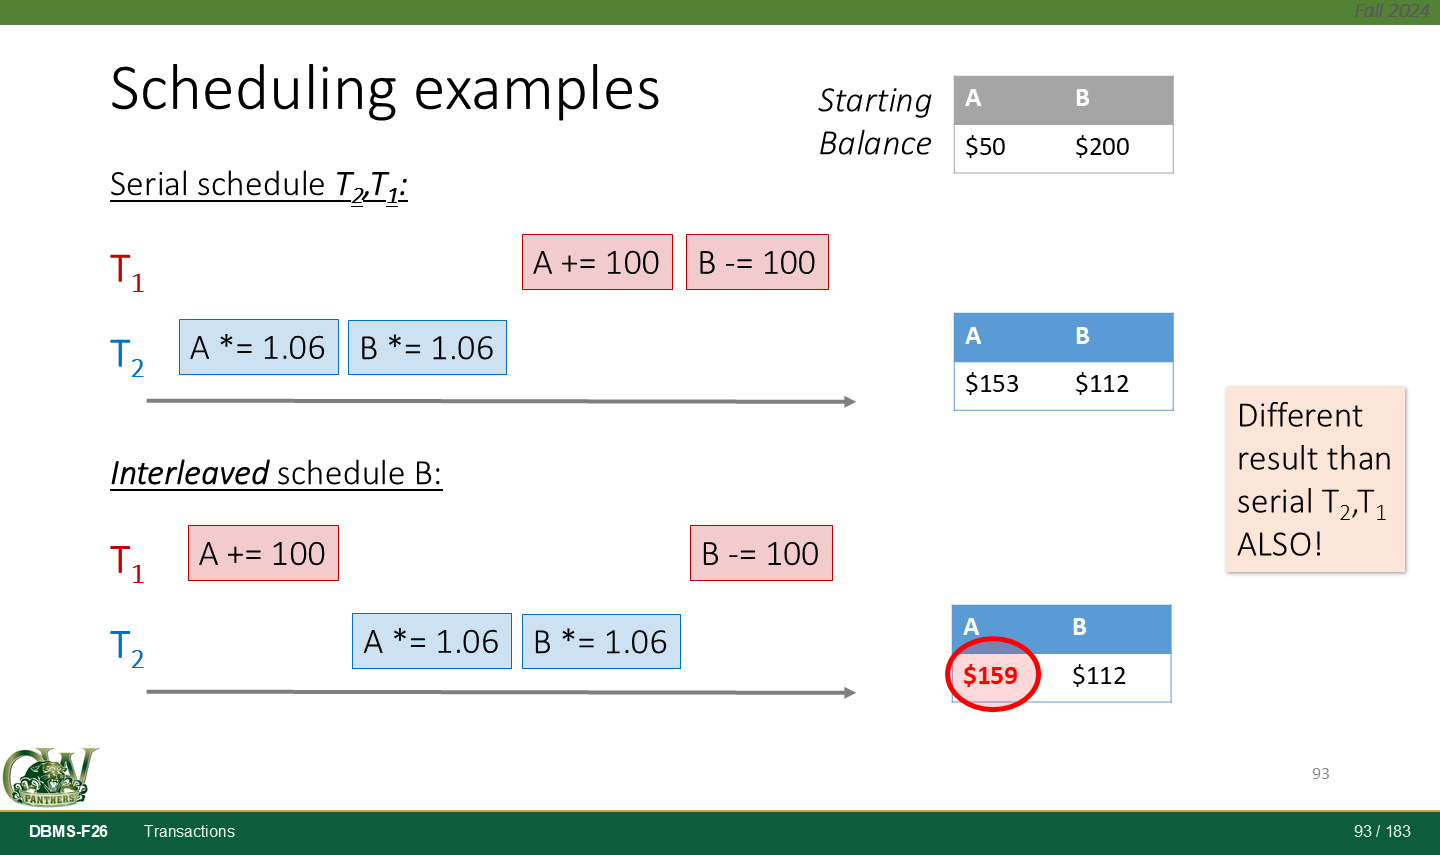 Fall 2024
Scheduling examples
Starting
Balance
A B
$50 $200
Serial schedule T2,T1:
T1
A += 100 B -= 100
T2
A *= 1.06 B *= 1.06
A B
$153 $112
Different
result than
serial T2,T1
ALSO!
Interleaved schedule B:
T1
A += 100 B -= 100
T2
A *= 1.06 B *= 1.06
A B
$159 $112
OW
PANTHERS
93
DBMS-F26 Transactions 93 / 183